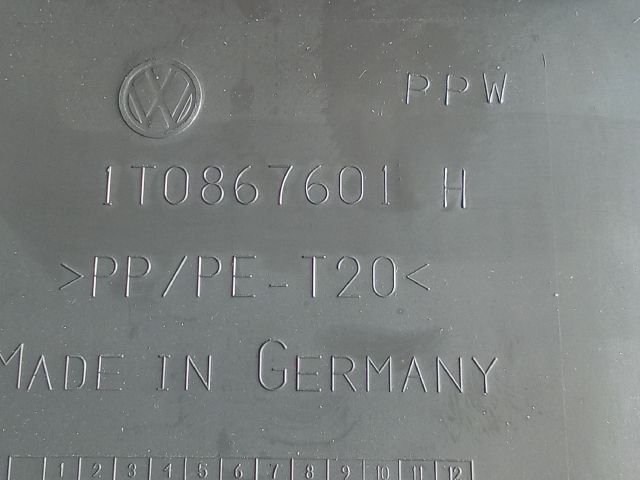 PPW
1T0867601 H
>PP/PE-T20<
MADE IN GERMANY
1 2 3 4 5 6 7 8 9 10 11 12